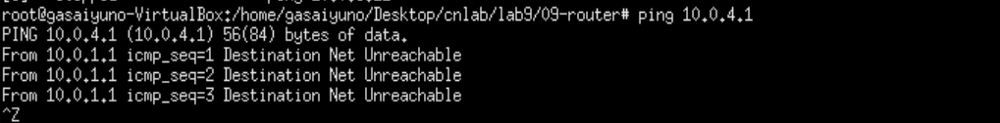 root@gasaiyuno-VirtualBox:/home/gasaiyuno/Desktop/cnlab/lab9/09-router# ping 10.0.4.1
PING 10.0.4.1 (10.0.4.1) 56(84) bytes of data.
From 10.0.1.1 icmp_seq=1 Destination Net Unreachable
From 10.0.1.1 icmp_seq=2 Destination Net Unreachable
From 10.0.1.1 icmp_seq=3 Destination Net Unreachable
^Z